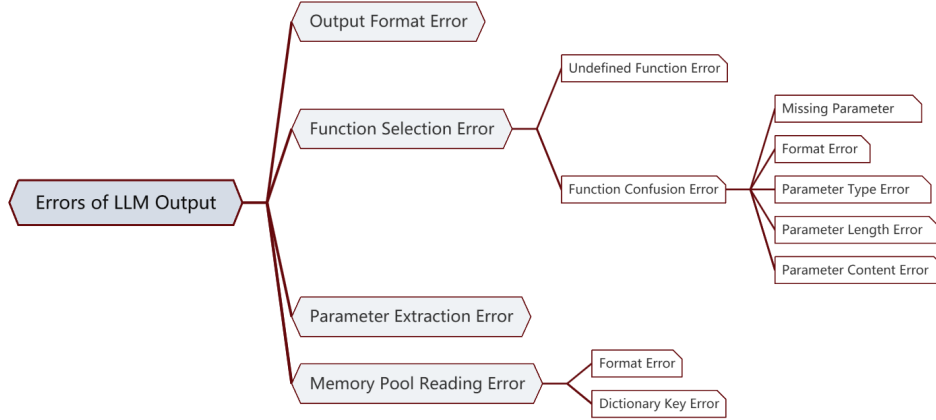 Errors of LLM Output
Output Format Error
Function Selection Error
Undefined Function Error
Function Confusion Error
Missing Parameter
Format Error
Parameter Type Error
Parameter Length Error
Parameter Content Error
Parameter Extraction Error
Memory Pool Reading Error
Format Error
Dictionary Key Error